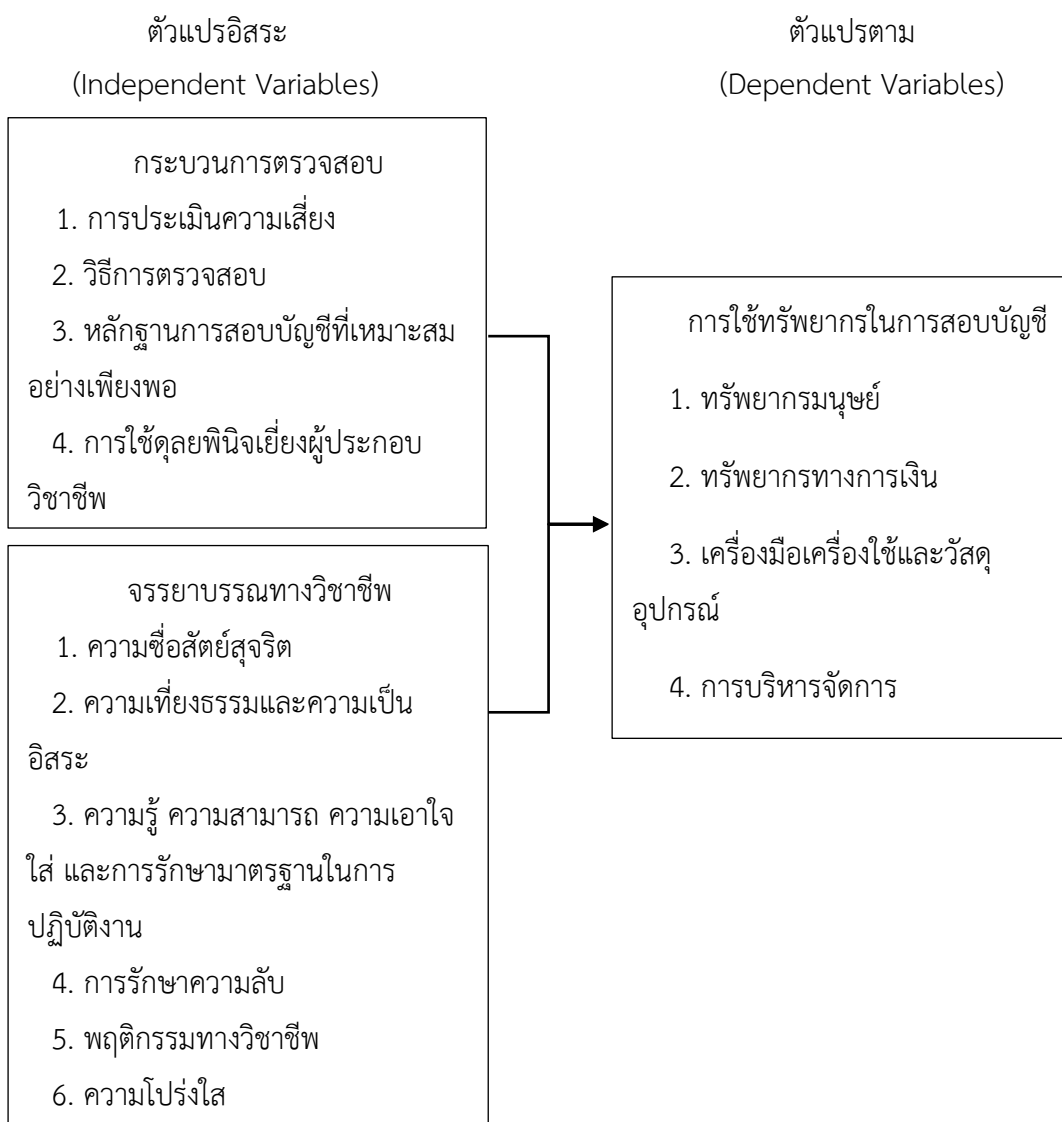 ตัวแปรอิสระ
(Independent Variables)
กระบวนการตรวจสอบ
1. การประเมินความเสี่ยง
2. วิธีการตรวจสอบ
3. หลักฐานการสอบบัญชีที่เหมาะสม
อย่างเพียงพอ
4. การใช้ดุลยพินิจเยี่ยงผู้ประกอบ
วิชาชีพ
จรรยาบรรณทางวิชาชีพ
1. ความซื่อสัตย์สุจริต
2. ความเที่ยงธรรมและความเป็น
อิสระ
3. ความรู้ ความสามารถ ความเอาใจ
ใส่ และการรักษามาตรฐานในการ
ปฏิบัติงาน
4. การรักษาความลับ
5. พฤติกรรมทางวิชาชีพ
6. ความโปร่งใส
ตัวแปรตาม
(Dependent Variables)
การใช้ทรัพยากรในการสอบบัญชี
1. ทรัพยากรมนุษย์
2. ทรัพยากรทางการเงิน
3. เครื่องมือเครื่องใช้และวัสดุ
อุปกรณ์
4. การบริหารจัดการ